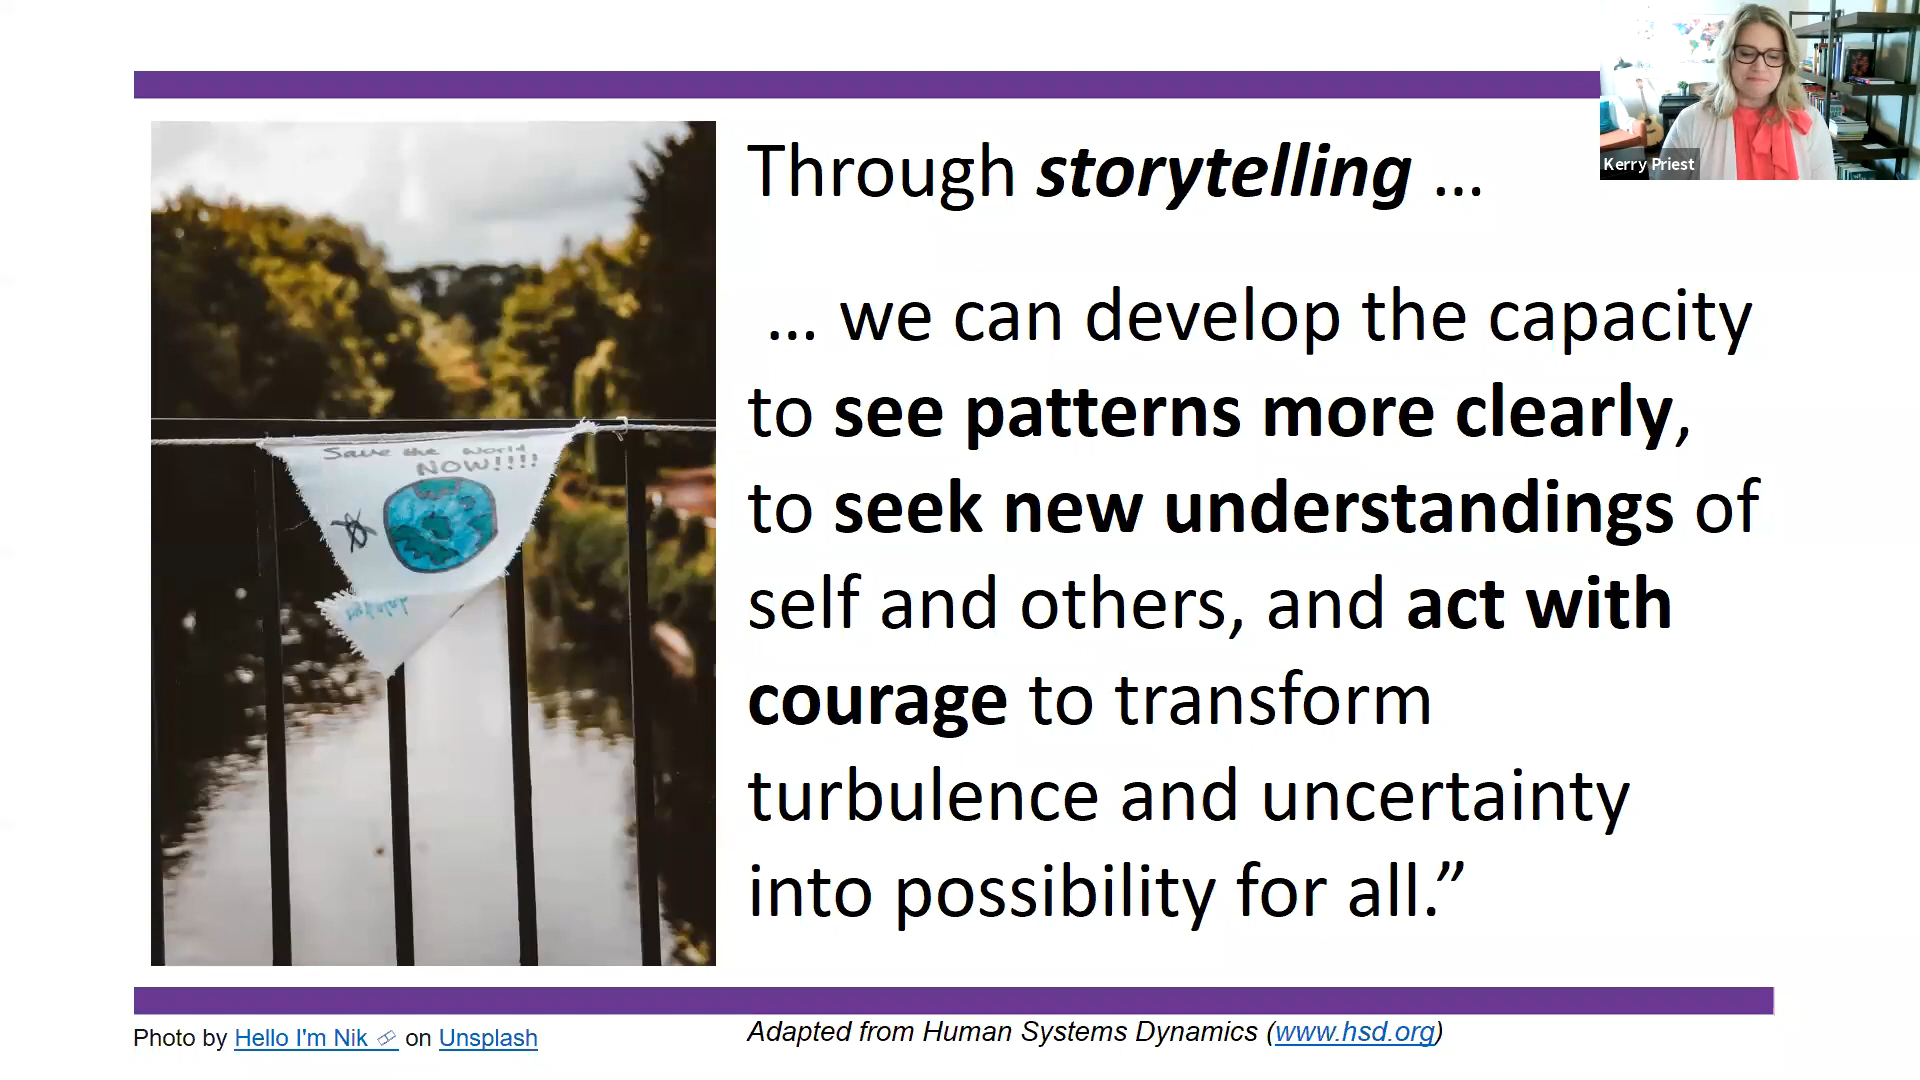 Kerry Priest
Through storytelling ...
... we can develop the capacity
to see patterns more clearly,
to seek new understandings of
self and others, and act with
courage to transform
turbulence and uncertainty
into possibility for all.”
Save the World
NOW!!!!
Photo by Hello I'm Nik on Unsplash
Adapted from Human Systems Dynamics (www.hsd.org)